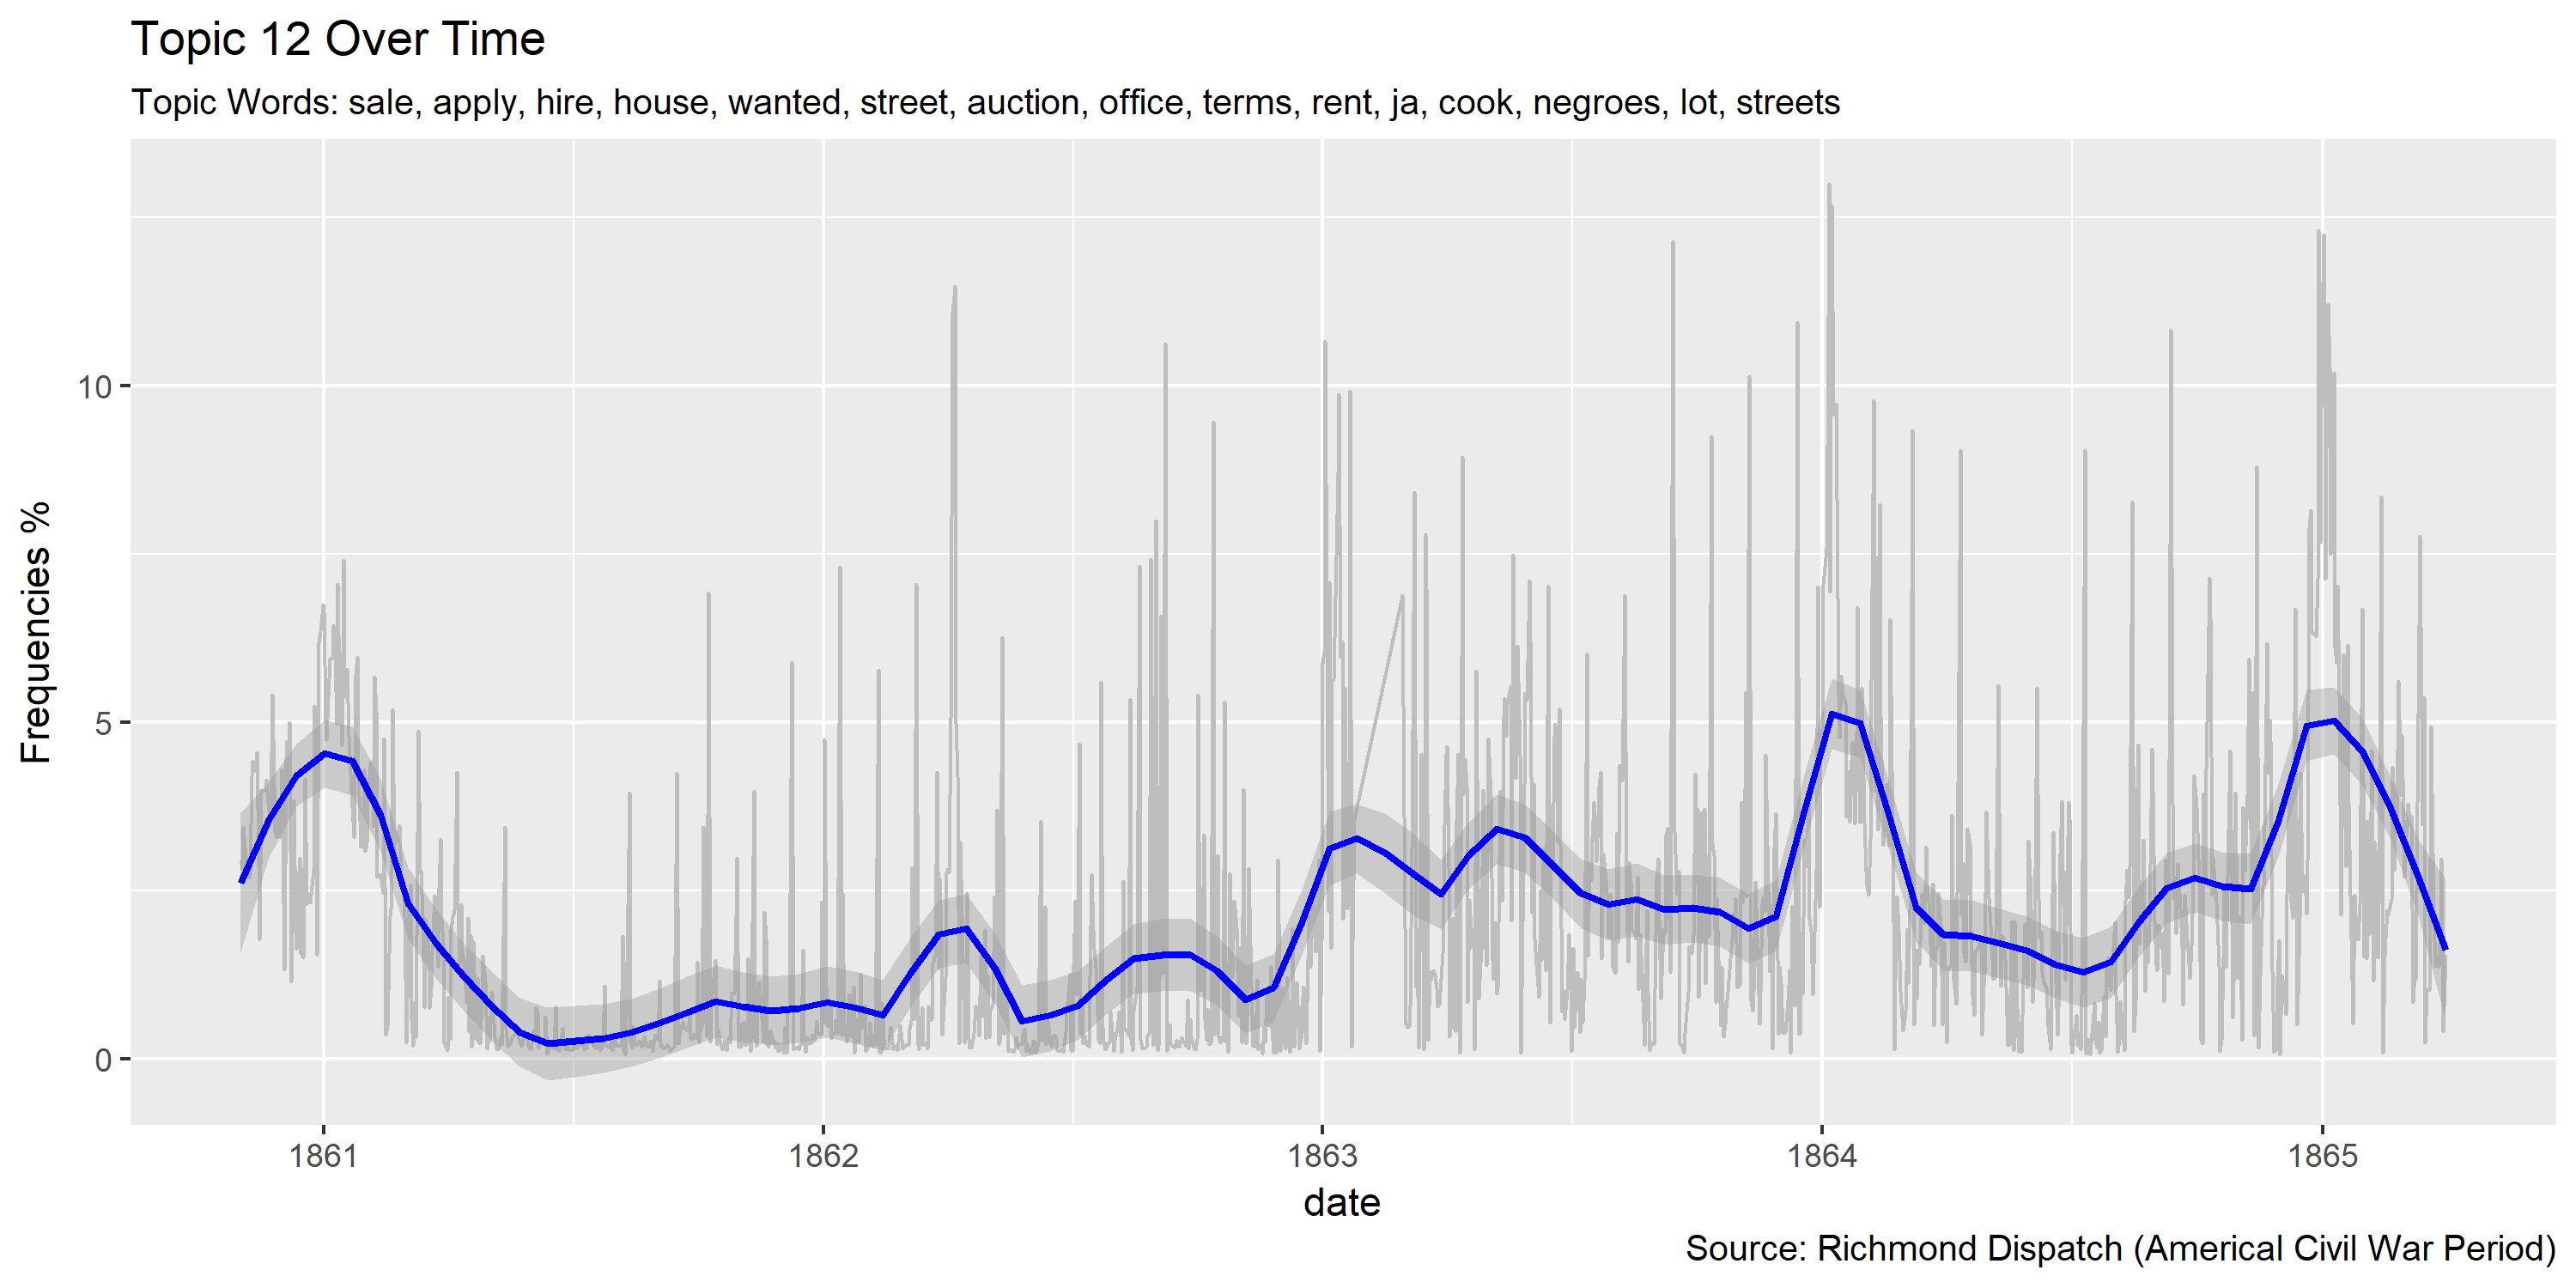 Topic 12 Over Time
Topic Words: sale, apply, hire, house, wanted, street, auction, office, terms, rent, ja, cook, negroes, lot, streets
Frequencies %
10
5
0
1861 1862 1863 1864 1865
date
Source: Richmond Dispatch (Americal Civil War Period)